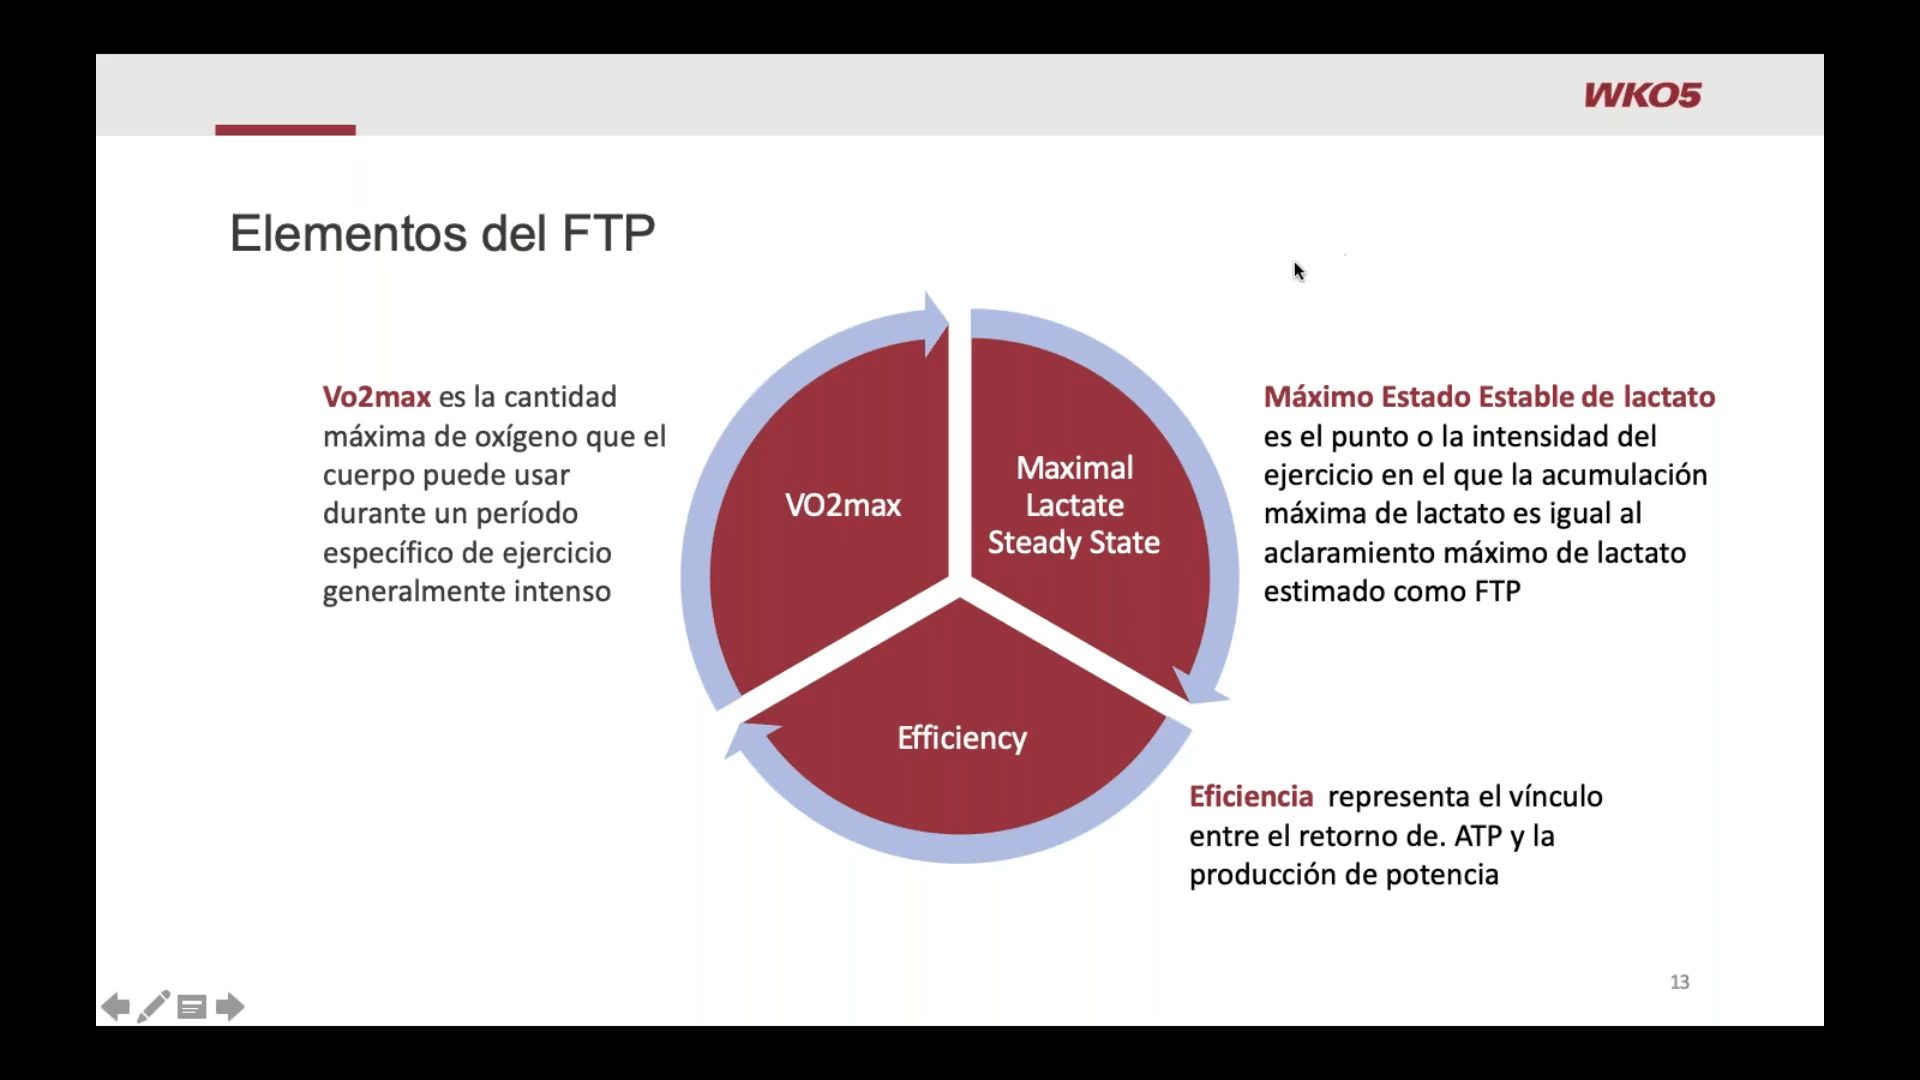 WKO5
Elementos del FTP
Vo2max es la cantidad
máxima de oxígeno que el
cuerpo puede usar
durante un período
específico de ejercicio
generalmente intenso
VO2max
Maximal
Lactate
Steady State
Efficiency
Máximo Estado Estable de lactato
es el punto o la intensidad del
ejercicio en el que la acumulación
máxima de lactato es igual al
aclaramiento máximo de lactato
estimado como FTP
Eficiencia representa el vínculo
entre el retorno de. ATP y la
producción de potencia
13